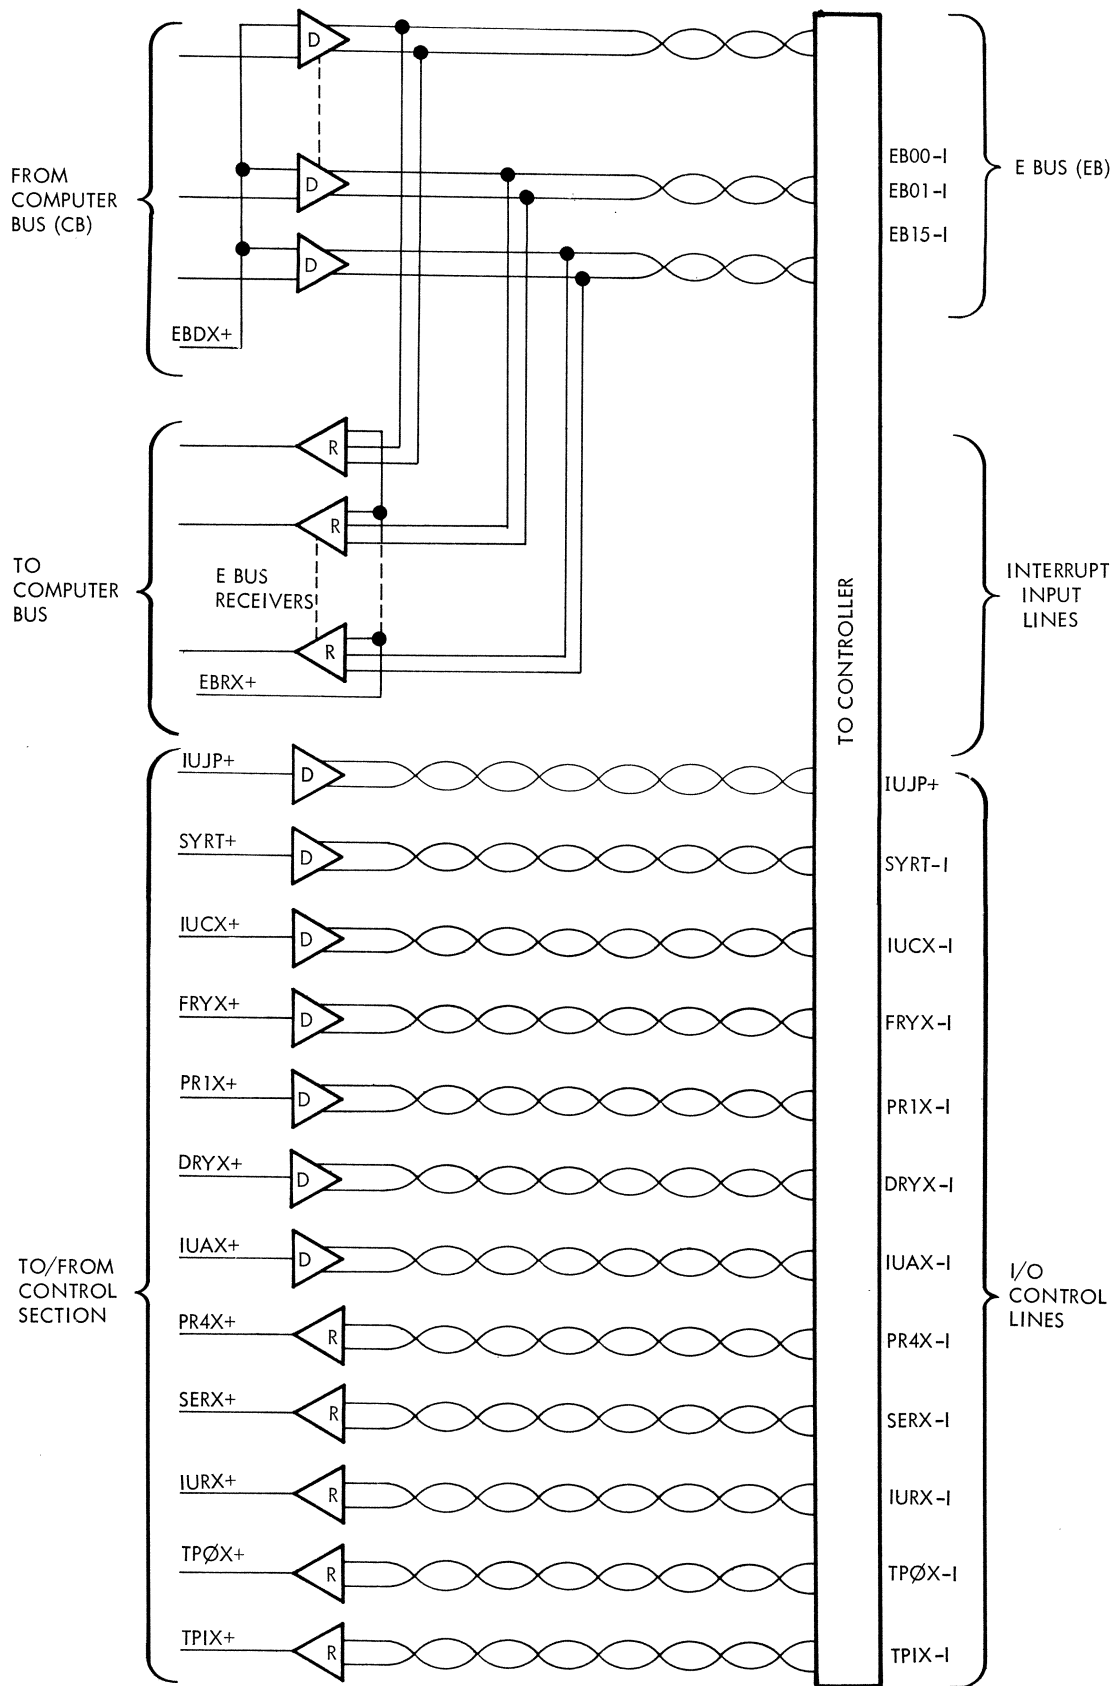 D
D
D
FROM
COMPUTER
BUS (CB)
EBDX+
EB00-I
EB01-I
EB15-I
E BUS (EB)
R
R
R
TO
COMPUTER
BUS
E BUS
RECEIVERS
EBRX+
TO CONTROLLER
INTERRUPT
INPUT
LINES
IUJP+
D
IUJP+
SYRT+
D
SYRT-I
IUCX+
D
IUCX-I
FRYX+
D
FRYX-I
PR1X+
D
PR1X-I
DRYX+
D
DRYX-I
IUAX+
D
IUAX-I
TO/FROM
CONTROL
SECTION
I/O
CONTROL
LINES
PR4X+
R
PR4X-I
SERX+
R
SERX-I
IURX+
R
IURX-I
TPØX+
R
TPØX-I
TPIX+
R
TPIX-I